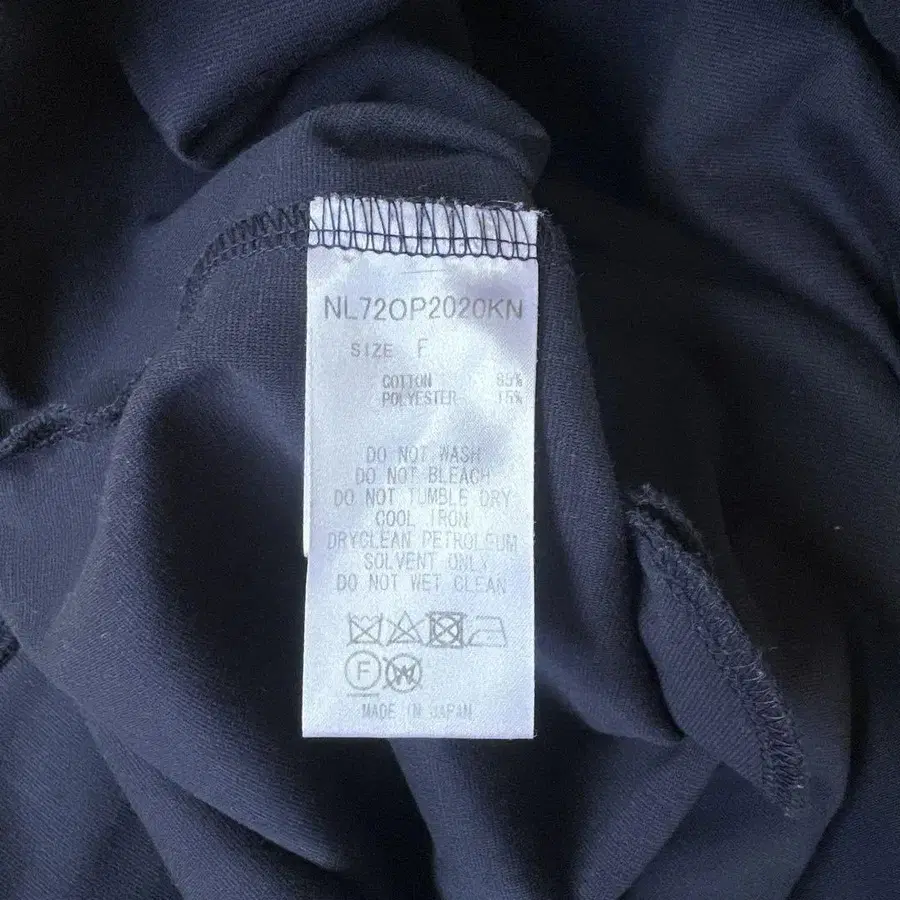 NL72OP2020KN
SIZE F
COTTON 85%
POLYESTER 15%
DO NOT WASH
DO NOT BLEACH
DO NOT TUMBLE DRY
COOL IRON
DRYCLEAN PETROLEUM
SOLVENT ONLY
DO NOT WET CLEAN
F W
MADE IN JAPAN